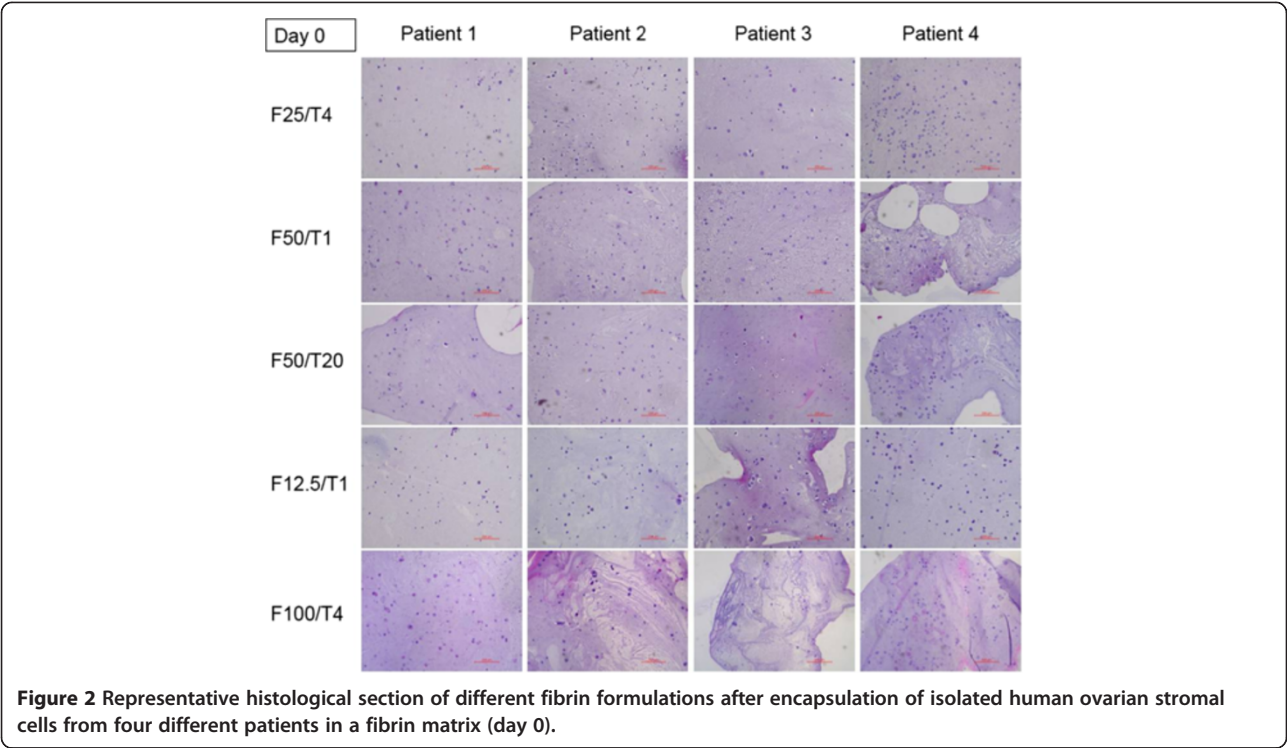 Day 0
Patient 1 Patient 2 Patient 3 Patient 4
F25/T4
F50/T1
F50/T20
F12.5/T1
F100/T4
Figure 2 Representative histological section of different fibrin formulations after encapsulation of isolated human ovarian stromal
cells from four different patients in a fibrin matrix (day 0).